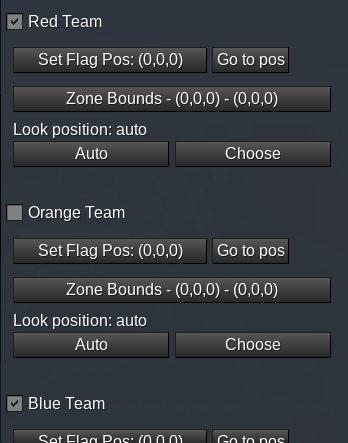 Red Team
Set Flag Pos: (0,0,0) Go to pos
Zone Bounds - (0,0,0) - (0,0,0)
Look position: auto
Auto Choose
Orange Team
Set Flag Pos: (0,0,0) Go to pos
Zone Bounds - (0,0,0) - (0,0,0)
Look position: auto
Auto Choose
Blue Team
Set Flag Pos: (0,0,0) Go to pos